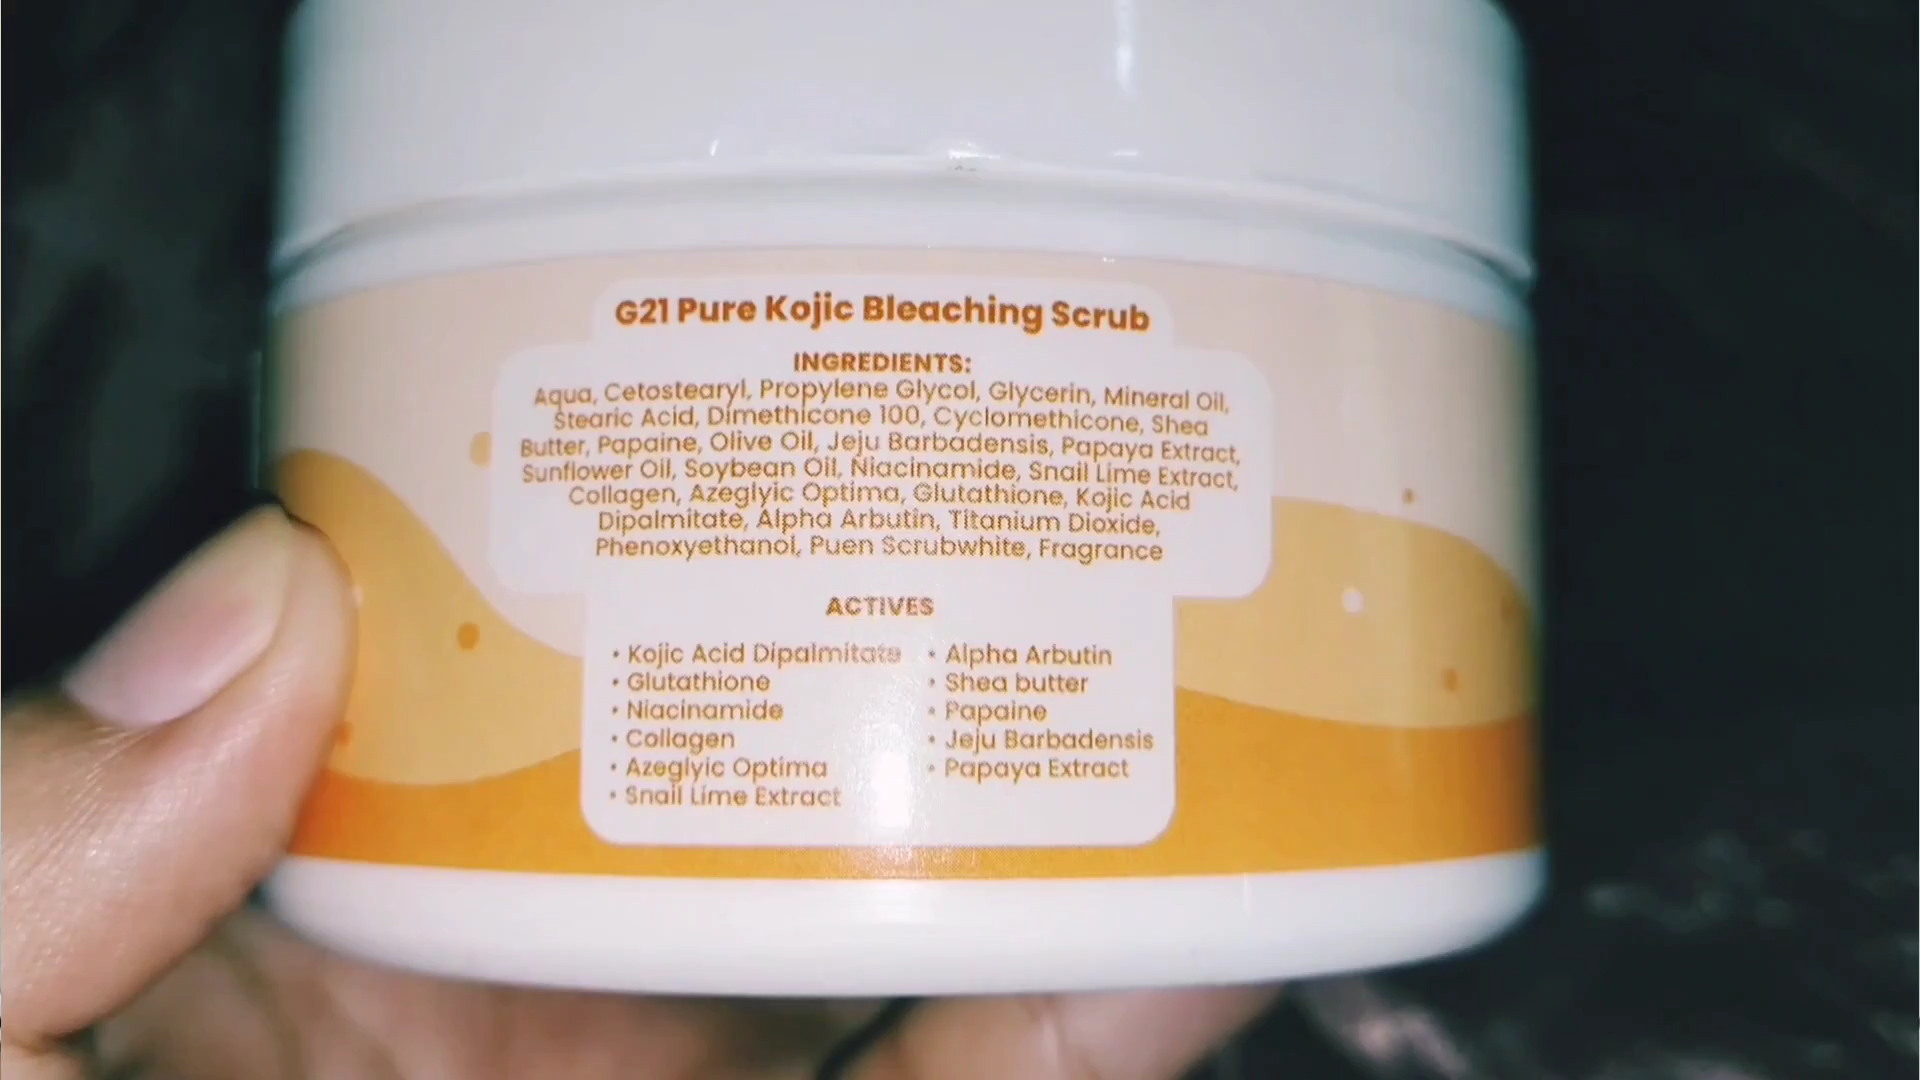 G21 Pure Kojic Bleaching Scrub
INGREDIENTS:
Aqua, Cetostearyl, Propylene Glycol, Glycerin, Mineral Oil,
Stearic Acid, Dimethicone 100, Cyclomethicone, Shea
Butter, Papaine, Olive Oil, Jeju Barbadensis, Papaya Extract,
Sunflower Oil, Soybean Oil, Niacinamide, Snail Lime Extract,
Collagen, Azeglyic Optima, Glutathione, Kojic Acid
Dipalmitate, Alpha Arbutin, Titanium Dioxide,
Phenoxyethanol, Puen Scrubwhite, Fragrance
ACTIVES
• Kojic Acid Dipalmitate
• Glutathione
• Niacinamide
• Collagen
• Azeglyic Optima
• Snail Lime Extract
• Alpha Arbutin
• Shea butter
• Papaine
• Jeju Barbadensis
• Papaya Extract